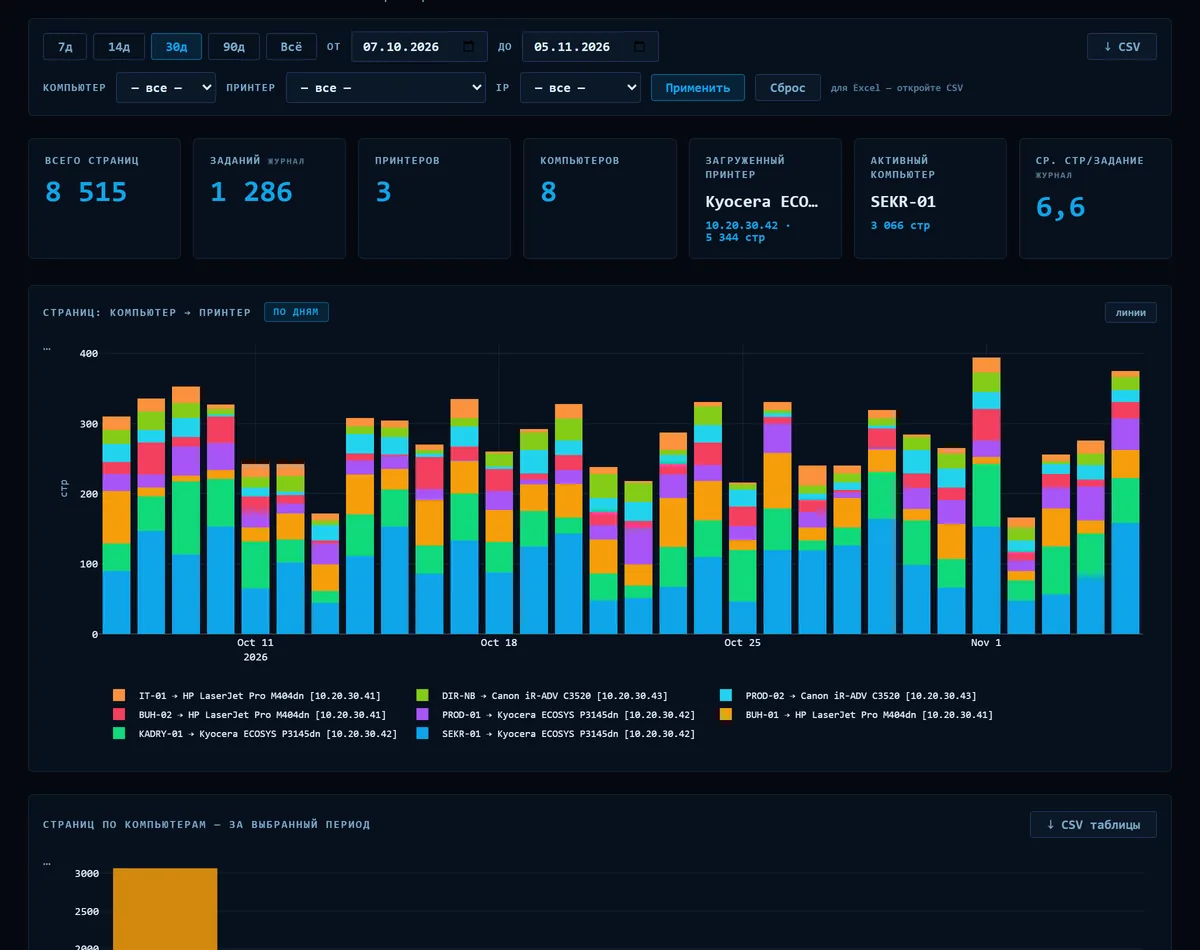 7д 14д 30д 90д Всё ОТ 07.10.2026 ДО 05.11.2026 ↓ CSV
КОМПЬЮТЕР — все — ПРИНТЕР — все — IP — все — Применить Сброс для Excel — откройте CSV
ВСЕГО СТРАНИЦ
8 515
ЗАДАНИЙ ЖУРНАЛ
1 286
ПРИНТЕРОВ
3
КОМПЬЮТЕРОВ
8
ЗАГРУЖЕННЫЙ
ПРИНТЕР
Kyocera ECO…
10.20.30.42 ·
5 344 стр
АКТИВНЫЙ
КОМПЬЮТЕР
SEKR-01
3 066 стр
СР. СТР/ЗАДАНИЕ
ЖУРНАЛ
6,6
СТРАНИЦ: КОМПЬЮТЕР → ПРИНТЕР ПО ДНЯМ линии
…
400
300
200
100
0
стр
Oct 11 Oct 18 Oct 25 Nov 1
2026
IT-01 → HP LaserJet Pro M404dn [10.20.30.41] DIR-NB → Canon iR-ADV C3520 [10.20.30.43] PROD-02 → Canon iR-ADV C3520 [10.20.30.43]
BUH-02 → HP LaserJet Pro M404dn [10.20.30.41] PROD-01 → Kyocera ECOSYS P3145dn [10.20.30.42] BUH-01 → HP LaserJet Pro M404dn [10.20.30.41]
KADRY-01 → Kyocera ECOSYS P3145dn [10.20.30.42] SEKR-01 → Kyocera ECOSYS P3145dn [10.20.30.42]
СТРАНИЦ ПО КОМПЬЮТЕРАМ — ЗА ВЫБРАННЫЙ ПЕРИОД ↓ CSV таблицы
…
3000
2500
2000